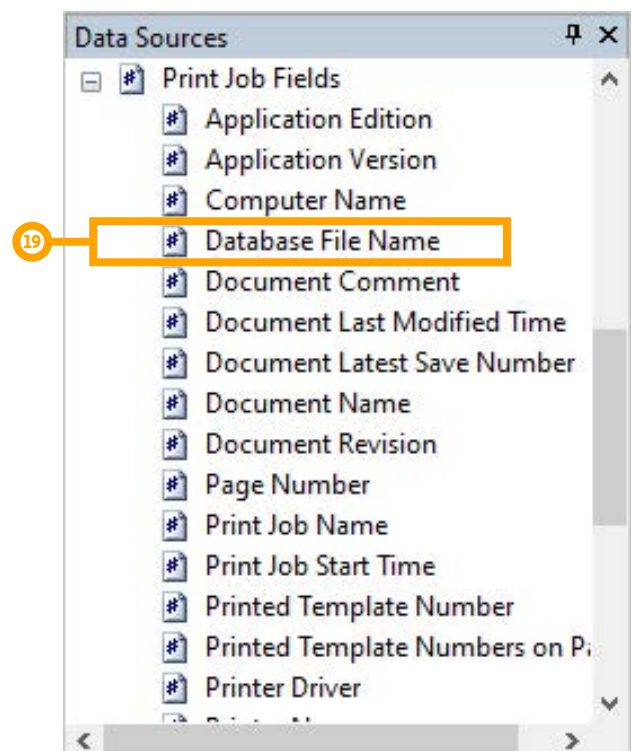 Data Sources
Print Job Fields
Application Edition
Application Version
Computer Name
19
Database File Name
Document Comment
Document Last Modified Time
Document Latest Save Number
Document Name
Document Revision
Page Number
Print Job Name
Print Job Start Time
Printed Template Number
Printed Template Numbers on
Printer Driver